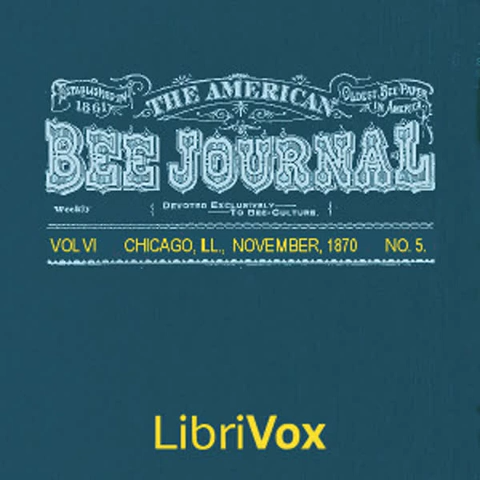 ESTABLISHED IN 1861
THE AMERICAN
OLDEST BEE-PAPER IN AMERICA
BEE JOURNAL
Weekly
DEVOTED EXCLUSIVELY
TO BEE-CULTURE.
VOL VI CHICAGO, ILL., NOVEMBER, 1870 NO. 5.
LibriVox